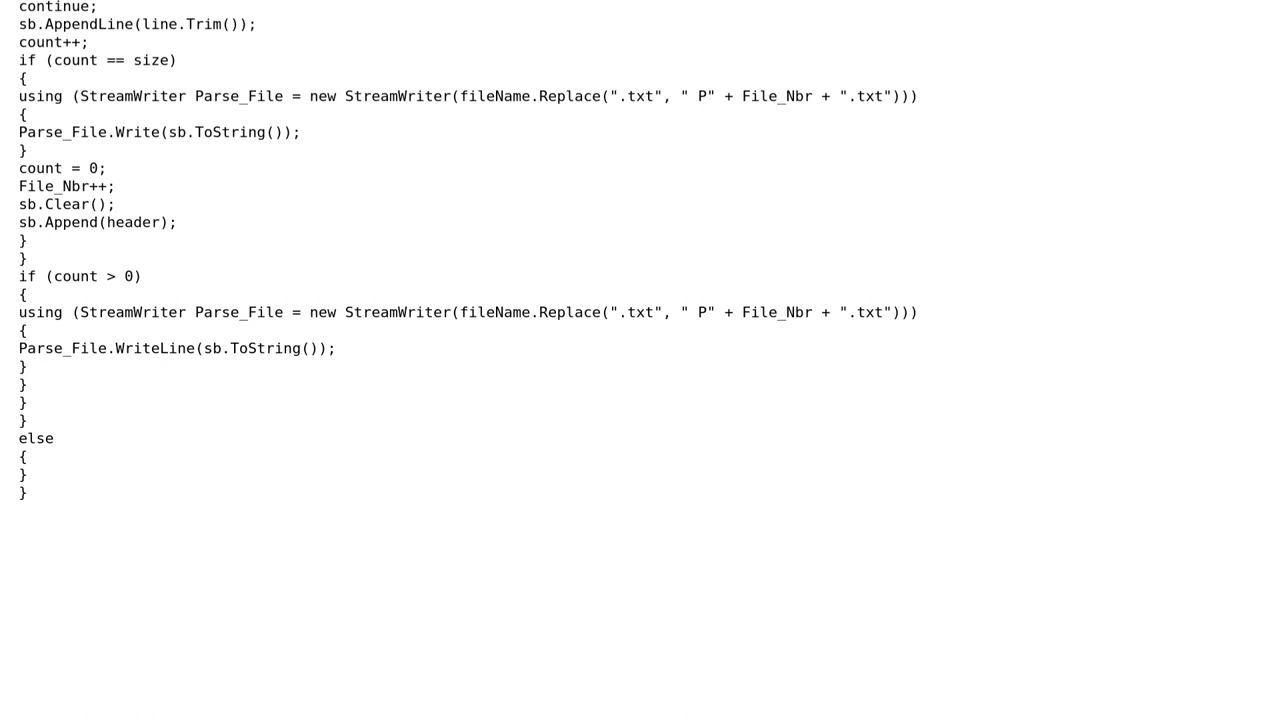 continue;
sb.AppendLine(line.Trim());
count++;
if (count == size)
{
using (StreamWriter Parse_File = new StreamWriter(fileName.Replace(".txt", " P" + File_Nbr + ".txt")))
{
Parse_File.Write(sb.ToString());
}
count = 0;
File_Nbr++;
sb.Clear();
sb.Append(header);
}
}
if (count > 0)
{
using (StreamWriter Parse_File = new StreamWriter(fileName.Replace(".txt", " P" + File_Nbr + ".txt")))
{
Parse_File.WriteLine(sb.ToString());
}
}
}
}
else
{
}
}